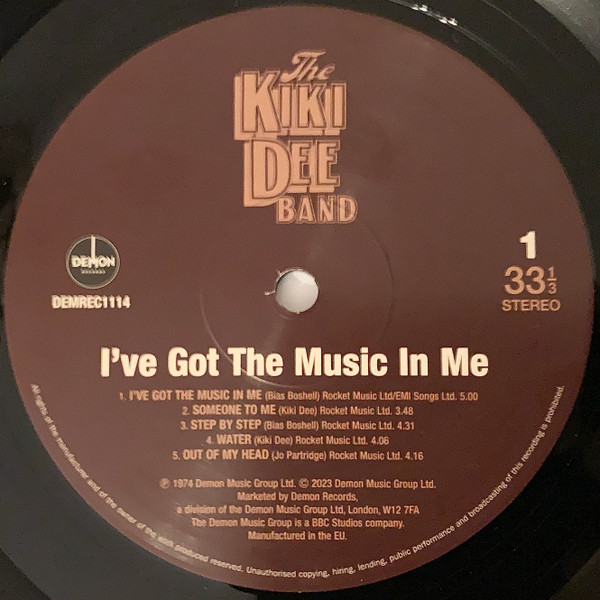 The
KIKI
DEE
BAND
DEMON
RECORDS
DEMREC1114
1
33 1/3
STEREO
I've Got The Music In Me
1. I'VE GOT THE MUSIC IN ME (Bias Boshell) Rocket Music Ltd/EMI Songs Ltd. 5.00
2. SOMEONE TO ME (Kiki Dee) Rocket Music Ltd. 3.48
3. STEP BY STEP (Bias Boshell) Rocket Music Ltd. 4.31
4. WATER (Kiki Dee) Rocket Music Ltd. 4.06
5. OUT OF MY HEAD (Jo Partridge) Rocket Music Ltd. 4.16
℗ 1974 Demon Music Group Ltd. © 2023 Demon Music Group Ltd.
Marketed by Demon Records,
a division of the Demon Music Group Ltd, London, W12 7FA
The Demon Music Group is a BBC Studios company.
Manufactured in the EU.
All rights of the manufacturer and of the owner of the work produced reserved. Unauthorised copying, hiring, lending, public performance and broadcasting of this recording is prohibited.